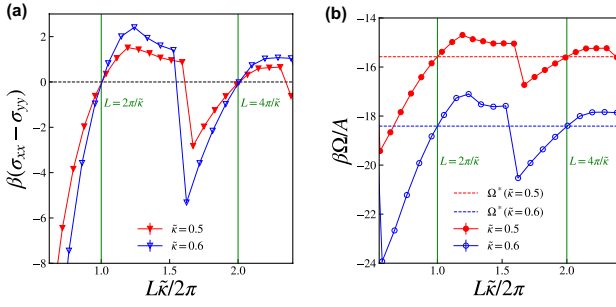 (a)
2
0
−2
−4
−6
−8
β(σxx − σyy)
L = 2π/κ̃
L = 4π/κ̃
κ̃ = 0.5
κ̃ = 0.6
1.0
1.5
2.0
Lκ̃/2π
(b)
−14
−16
−18
−20
−22
−24
βΩ/A
L = 2π/κ̃
L = 4π/κ̃
Ω*(κ̃ = 0.5)
Ω*(κ̃ = 0.6)
κ̃ = 0.5
κ̃ = 0.6
1.0
1.5
2.0
Lκ̃/2π